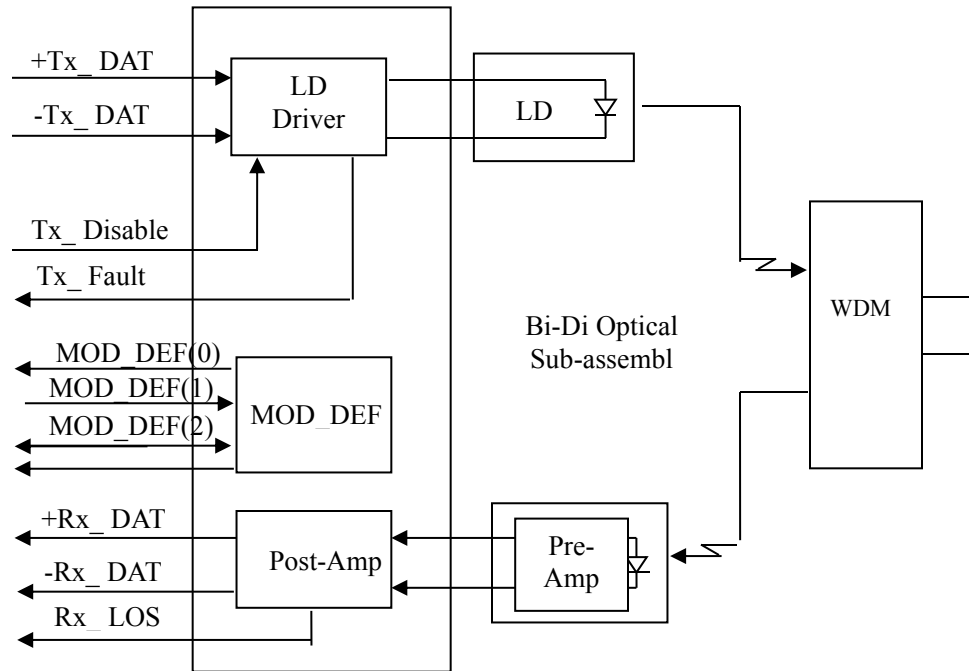 +Tx_ DAT
-Tx_ DAT
LD
Driver
LD
Tx_ Disable
Tx_ Fault
WDM
Bi-Di Optical
Sub-assembl
MOD_DEF(0)
MOD_DEF(1)
MOD_DEF(2)
MOD_DEF
+Rx_ DAT
-Rx_ DAT
Rx_ LOS
Post-Amp
Pre-
Amp